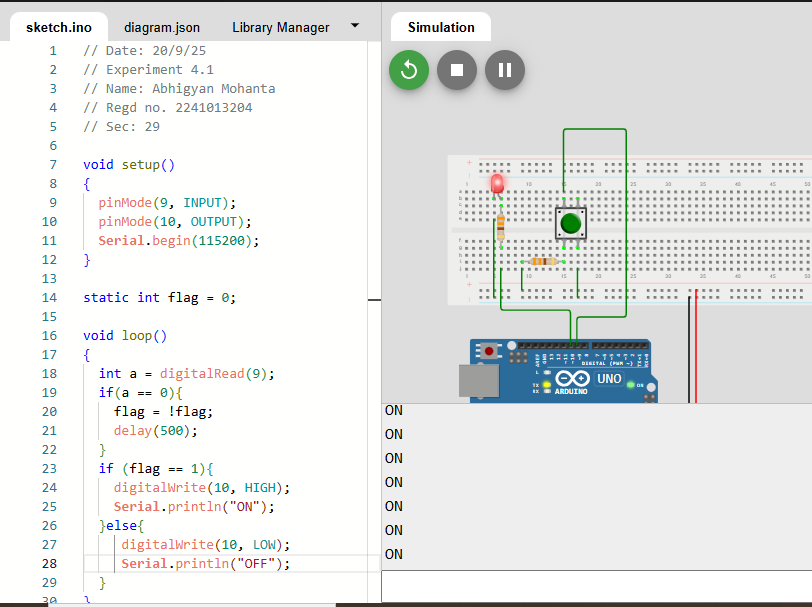 sketch.ino diagram.json Library Manager
1 // Date: 20/9/25
2 // Experiment 4.1
3 // Name: Abhigyan Mohanta
4 // Regd no. 2241013204
5 // Sec: 29
6
7 void setup()
8 {
9 pinMode(9, INPUT);
10 pinMode(10, OUTPUT);
11 Serial.begin(115200);
12 }
13
14 static int flag = 0;
15
16 void loop()
17 {
18 int a = digitalRead(9);
19 if(a == 0){
20 flag = !flag;
21 delay(500);
22 }
23 if (flag == 1){
24 digitalWrite(10, HIGH);
25 Serial.println("ON");
26 }else{
27 digitalWrite(10, LOW);
28 Serial.println("OFF");
29 }
30 }
Simulation
DIGITAL (PWM ~)
UNO
ARDUINO
TX
RX
L
ON
ON
ON
ON
ON
ON
ON
ON